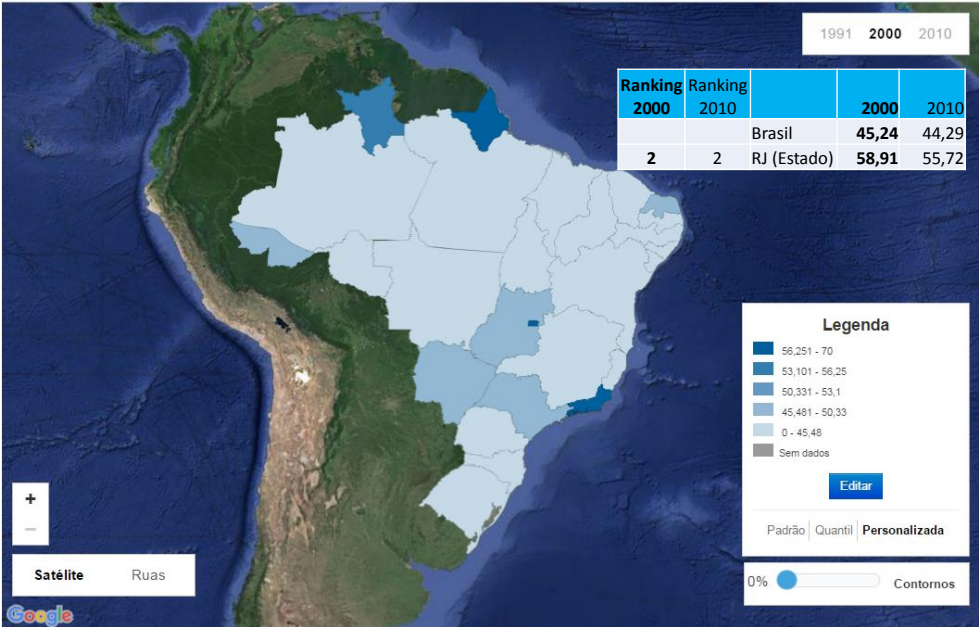 1991 2000 2010
Ranking 2000 Ranking 2010 2000 2010
Brasil 45,24 44,29
2 2 RJ (Estado) 58,91 55,72
Legenda
56,251 - 70
53,101 - 56,25
50,331 - 53,1
45,481 - 50,33
0 - 45,48
Sem dados
Editar
Padrão Quantil Personalizada
+
−
Satélite Ruas
0% Contornos
Google